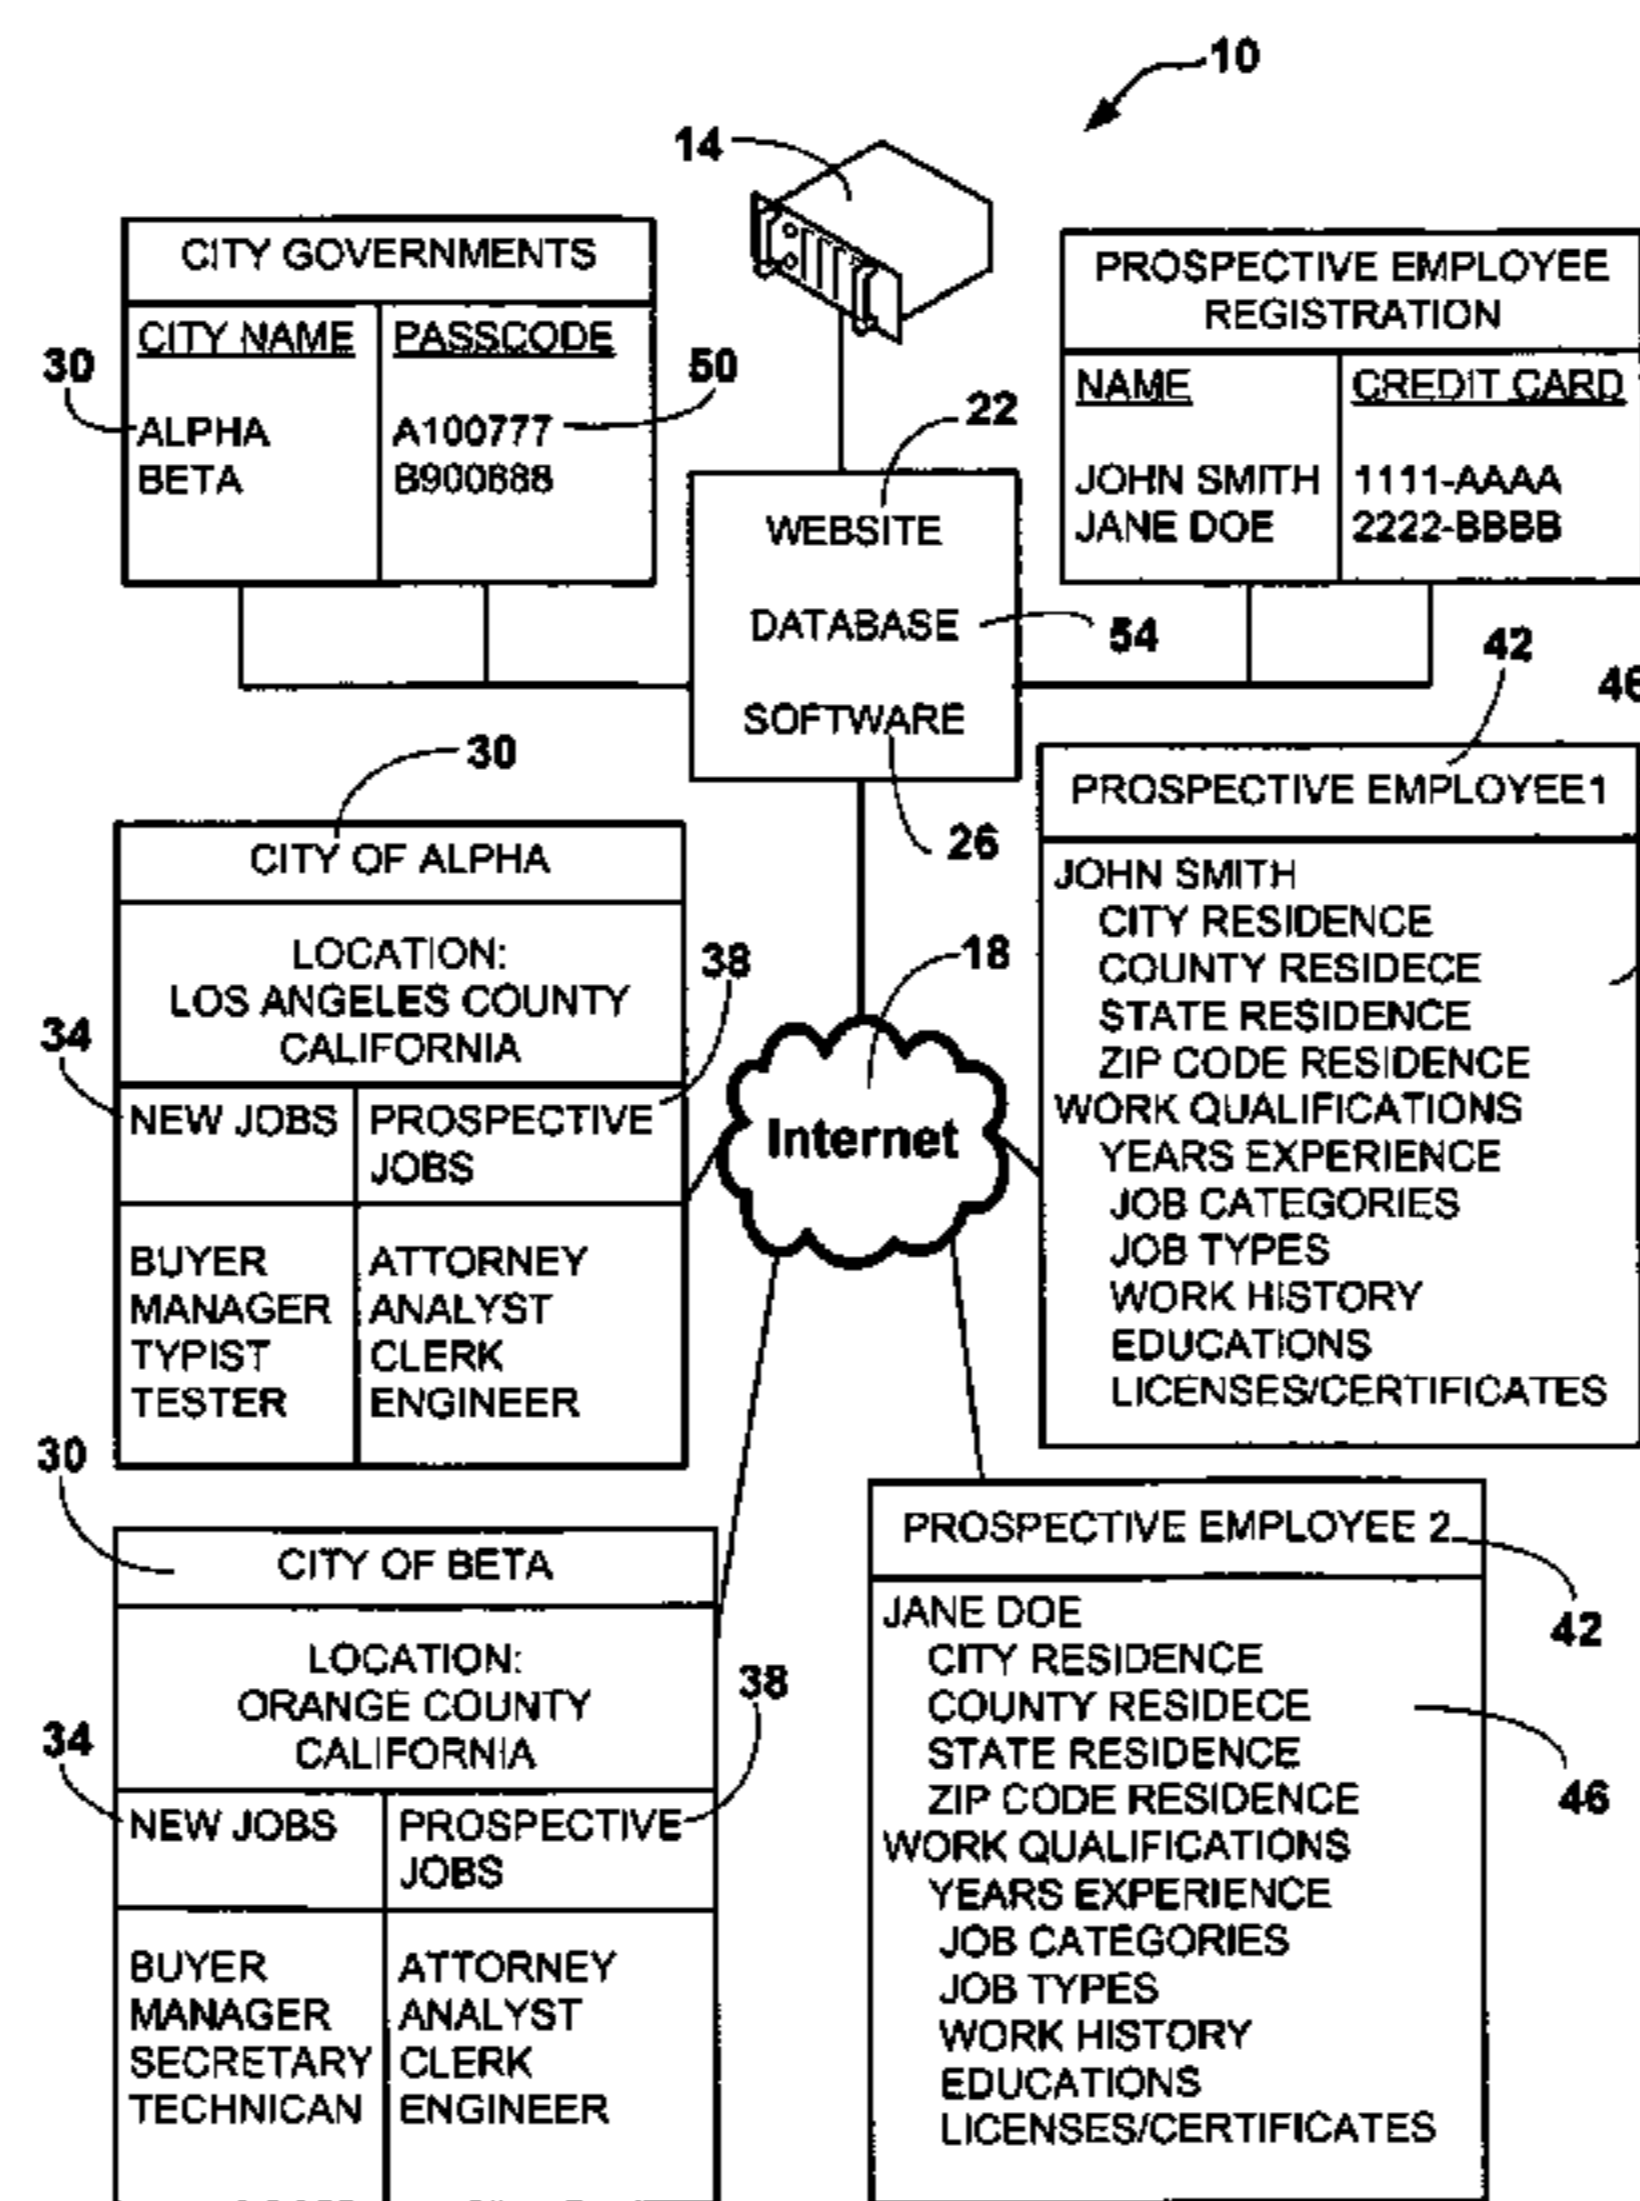 10
14
CITY GOVERNMENTS
CITY NAME PASSCODE
30
50
ALPHA A100777
BETA B900888
PROSPECTIVE EMPLOYEE
REGISTRATION
NAME CREDIT CARD
JOHN SMITH 1111-AAAA
JANE DOE 2222-BBBB
22
WEBSITE
DATABASE
54
SOFTWARE
26
30
CITY OF ALPHA
LOCATION:
LOS ANGELES COUNTY
CALIFORNIA
38
34
NEW JOBS
PROSPECTIVE
JOBS
BUYER
MANAGER
TYPIST
TESTER
ATTORNEY
ANALYST
CLERK
ENGINEER
18
Internet
42
46
PROSPECTIVE EMPLOYEE1
JOHN SMITH
CITY RESIDENCE
COUNTY RESIDECE
STATE RESIDENCE
ZIP CODE RESIDENCE
WORK QUALIFICATIONS
YEARS EXPERIENCE
JOB CATEGORIES
JOB TYPES
WORK HISTORY
EDUCATIONS
LICENSES/CERTIFICATES
30
CITY OF BETA
LOCATION:
ORANGE COUNTY
CALIFORNIA
38
34
NEW JOBS
PROSPECTIVE
JOBS
BUYER
MANAGER
SECRETARY
TECHNICAN
ATTORNEY
ANALYST
CLERK
ENGINEER
PROSPECTIVE EMPLOYEE 2
42
JANE DOE
CITY RESIDENCE
COUNTY RESIDECE
STATE RESIDENCE
46
ZIP CODE RESIDENCE
WORK QUALIFICATIONS
YEARS EXPERIENCE
JOB CATEGORIES
JOB TYPES
WORK HISTORY
EDUCATIONS
LICENSES/CERTIFICATES